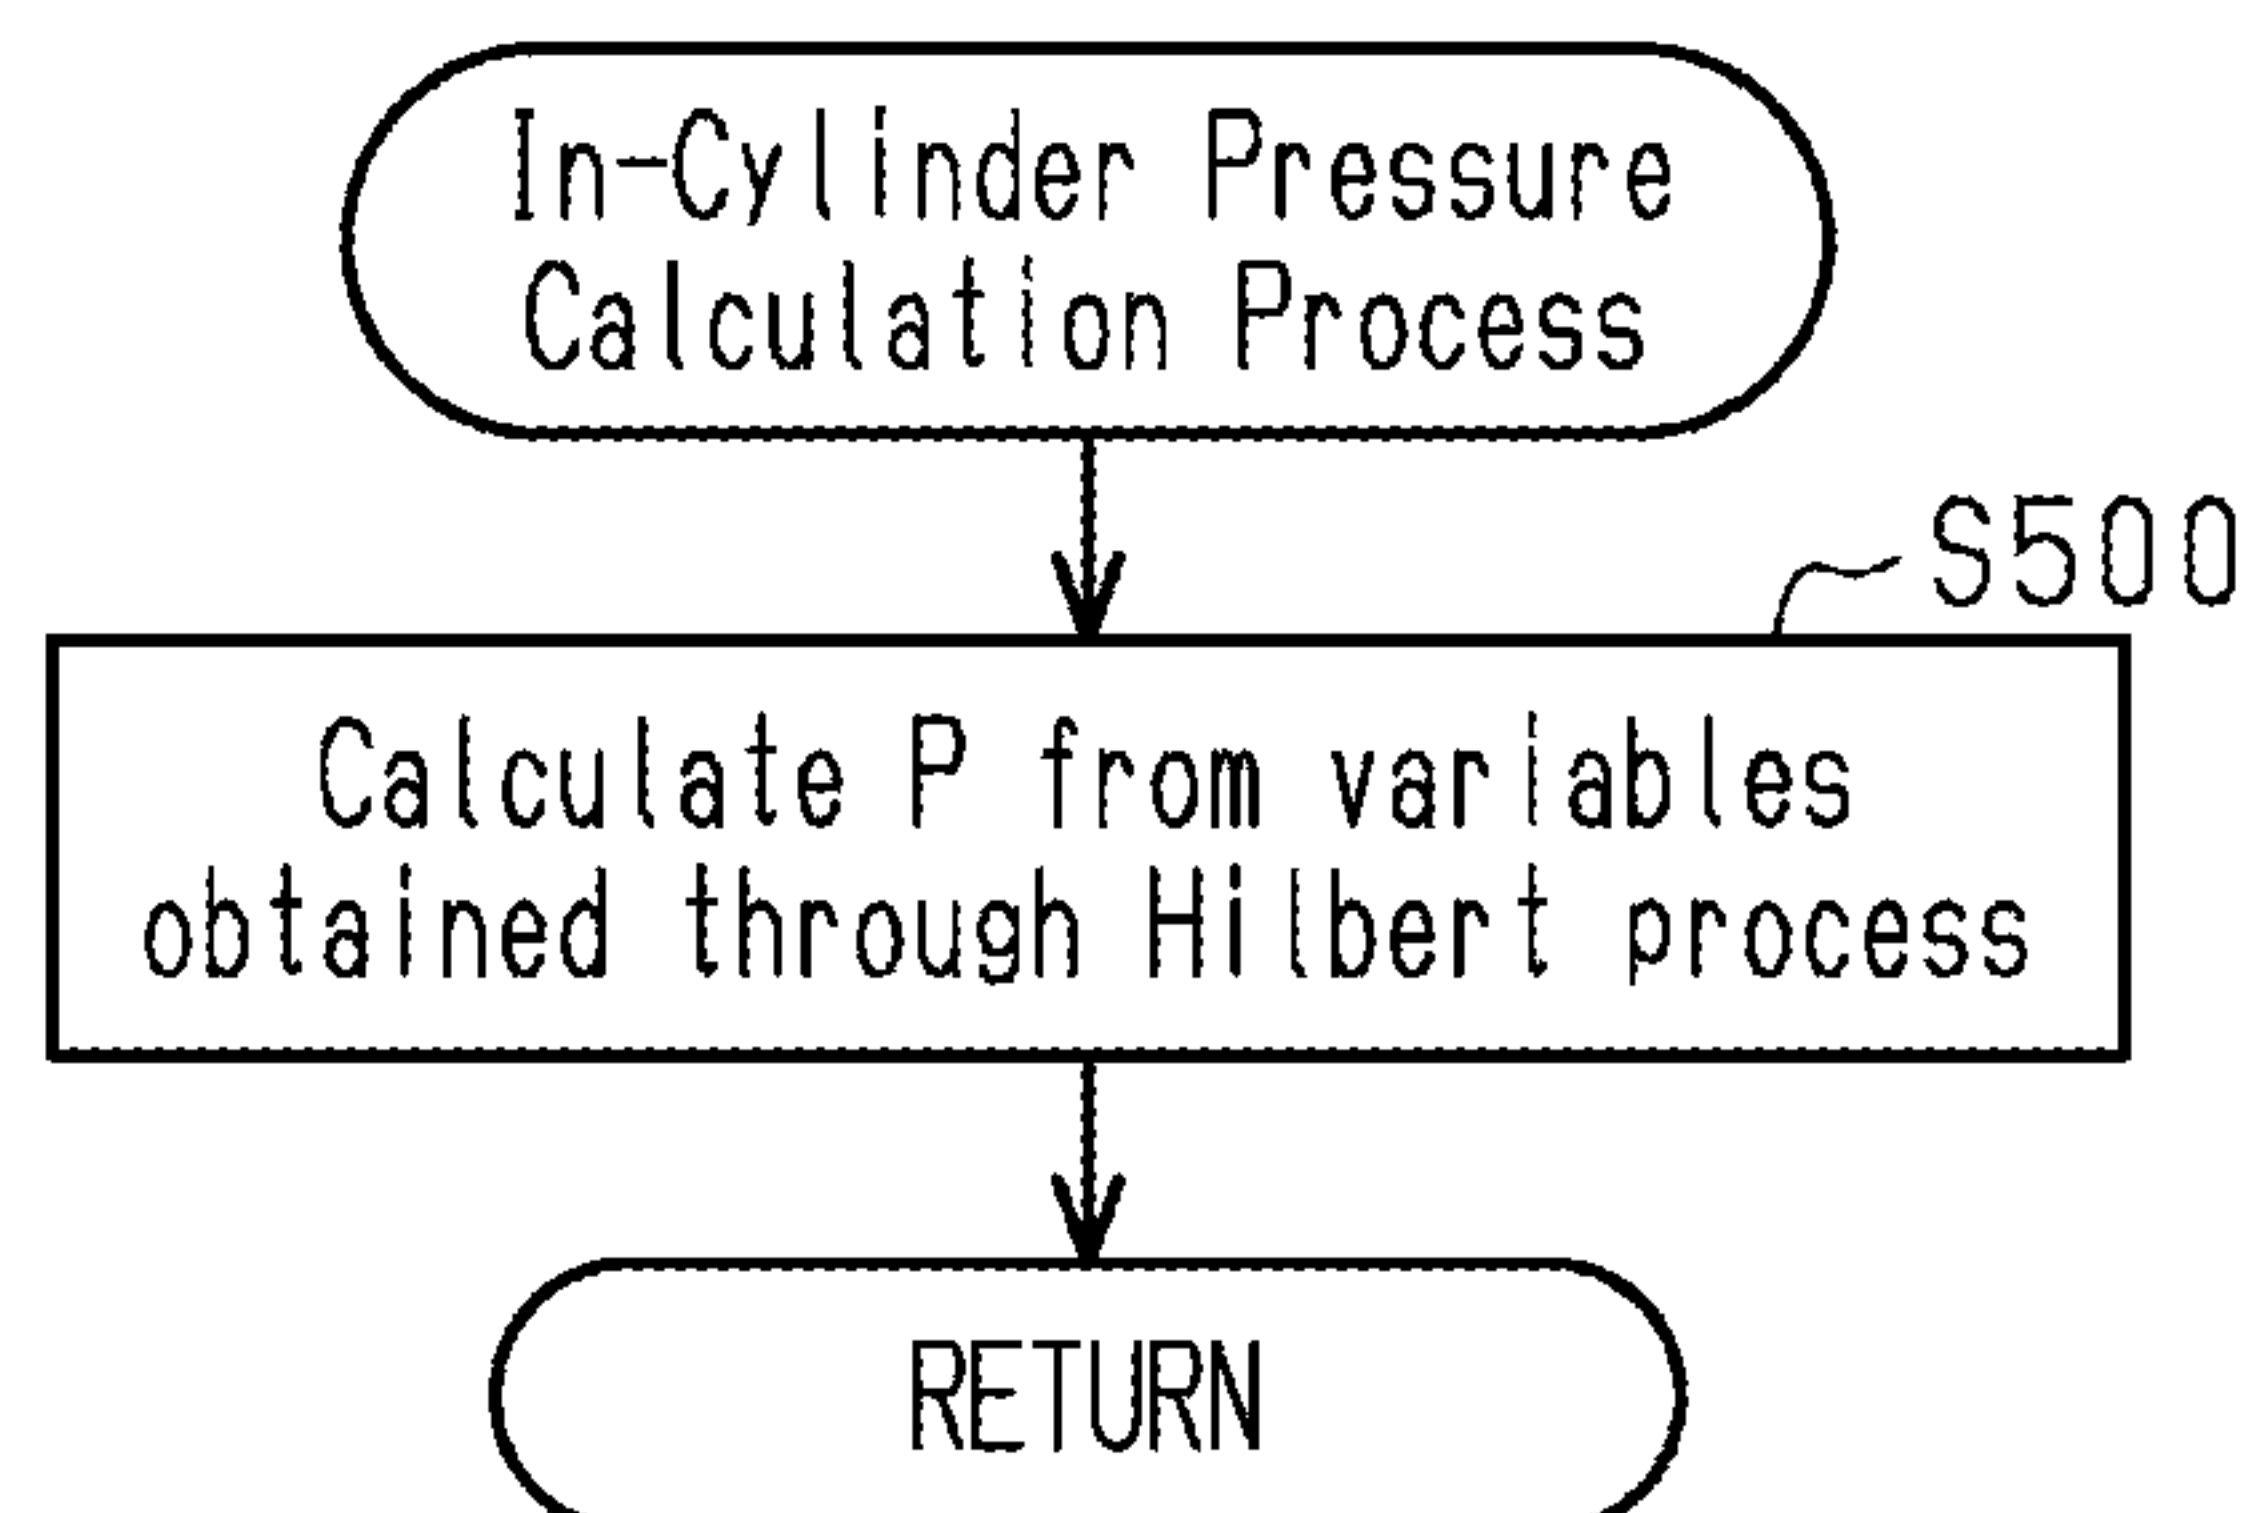 In-Cylinder Pressure
Calculation Process
S500
Calculate P from variables
obtained through Hilbert process
RETURN